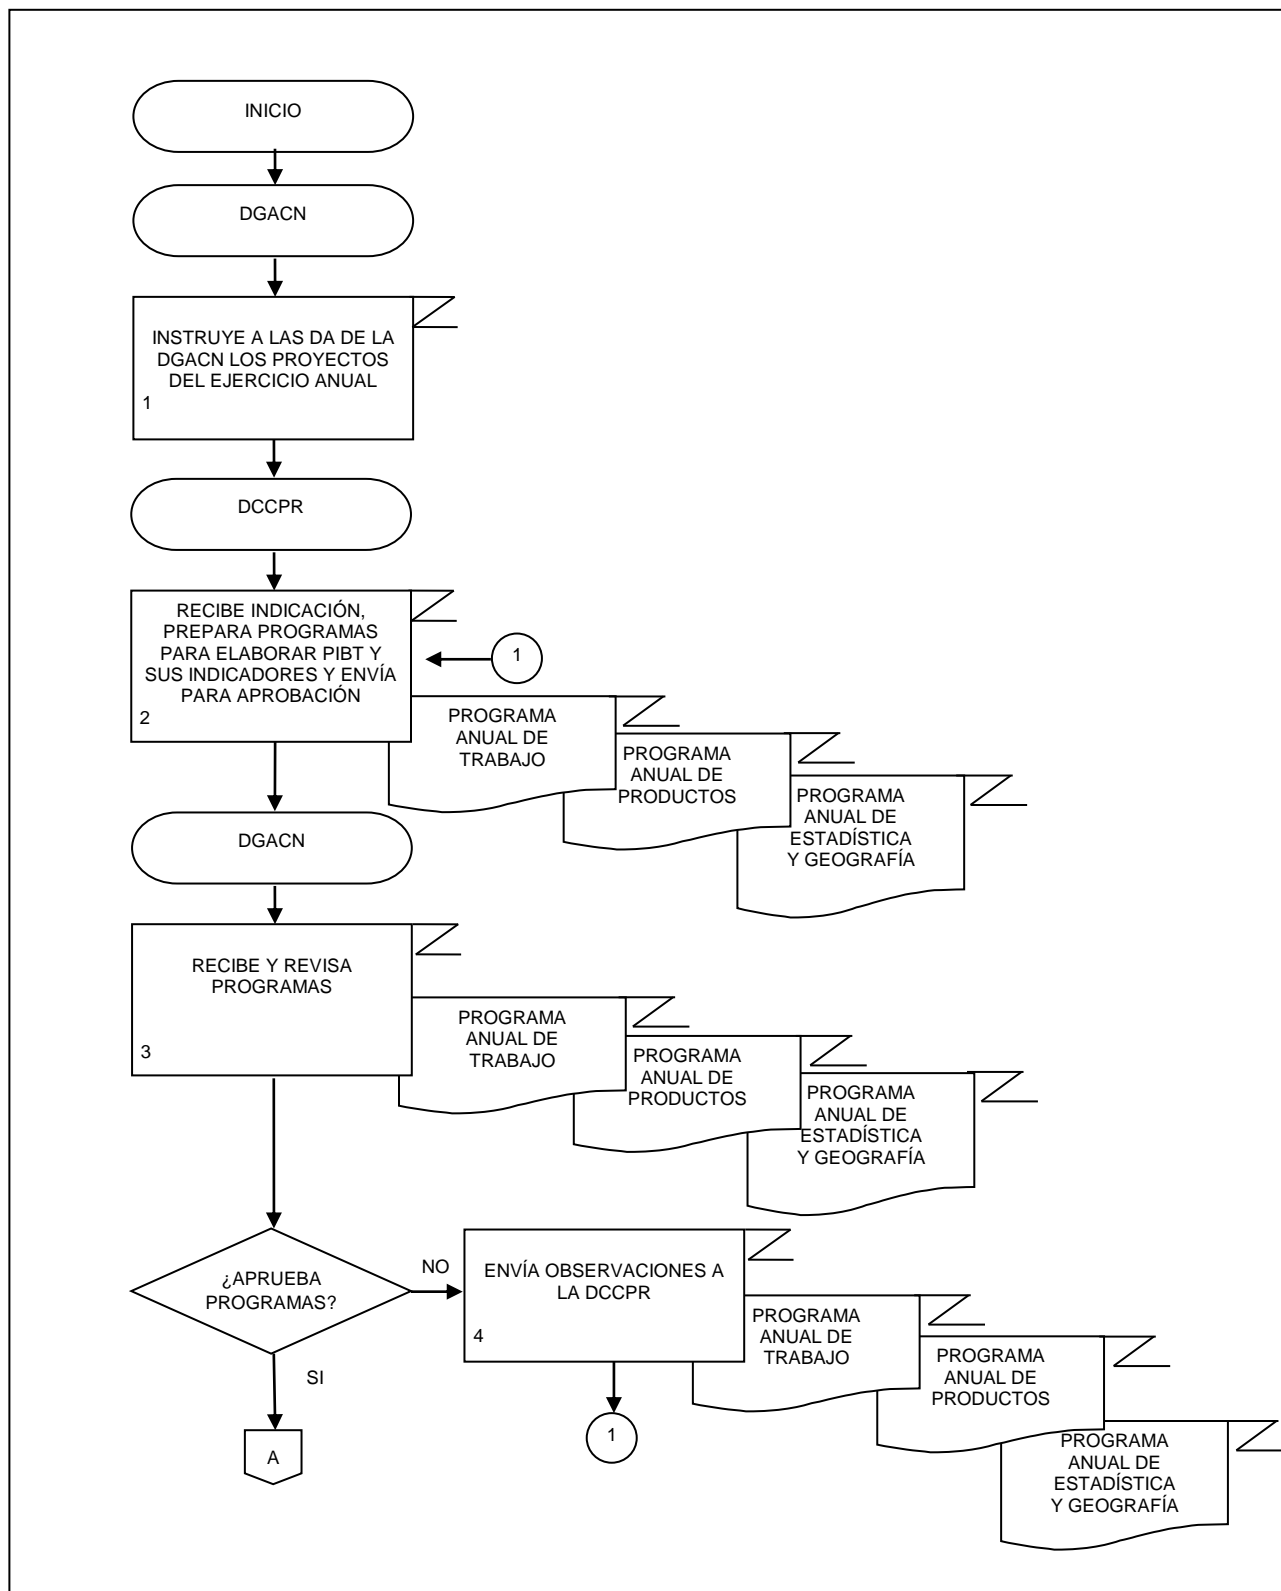 INICIO
DGACN
INSTRUYE A LAS DA DE LA
DGACN LOS PROYECTOS
DEL EJERCICIO ANUAL
1
DCCPR
RECIBE INDICACIÓN,
PREPARA PROGRAMAS
PARA ELABORAR PIBT Y
SUS INDICADORES Y ENVÍA
PARA APROBACIÓN
2
1
PROGRAMA
ANUAL DE
TRABAJO
PROGRAMA
ANUAL DE
PRODUCTOS
PROGRAMA
ANUAL DE
ESTADÍSTICA
Y GEOGRAFÍA
DGACN
RECIBE Y REVISA
PROGRAMAS
3
PROGRAMA
ANUAL DE
TRABAJO
PROGRAMA
ANUAL DE
PRODUCTOS
PROGRAMA
ANUAL DE
ESTADÍSTICA
Y GEOGRAFÍA
¿APRUEBA
PROGRAMAS?
NO
SI
ENVÍA OBSERVACIONES A
LA DCCPR
4
PROGRAMA
ANUAL DE
TRABAJO
PROGRAMA
ANUAL DE
PRODUCTOS
PROGRAMA
ANUAL DE
ESTADÍSTICA
Y GEOGRAFÍA
1
A